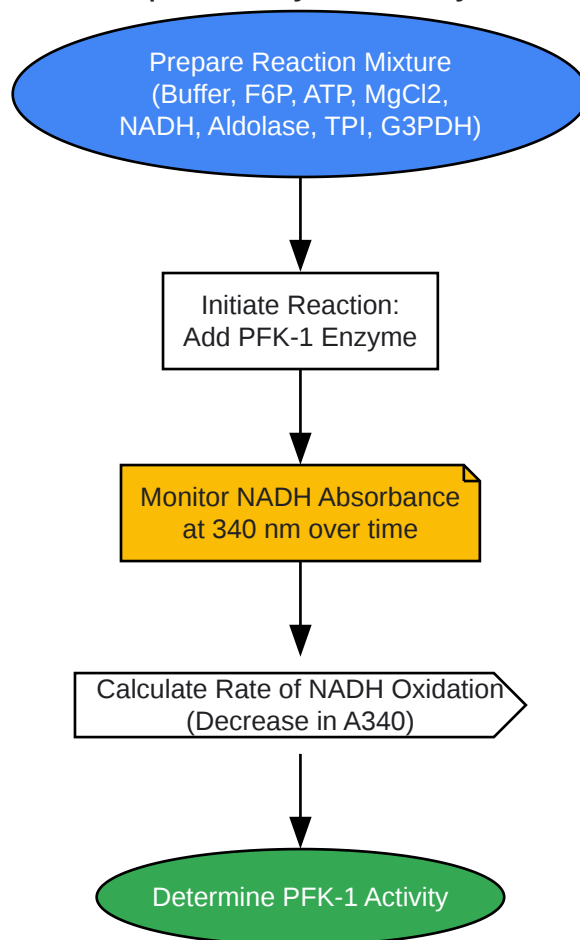 Prepare Reaction Mixture
(Buffer, F6P, ATP, MgCl2,
NADH, Aldolase, TPI, G3PDH)
Initiate Reaction:
Add PFK-1 Enzyme
Monitor NADH Absorbance
at 340 nm over time
Calculate Rate of NADH Oxidation
(Decrease in A340)
Determine PFK-1 Activity